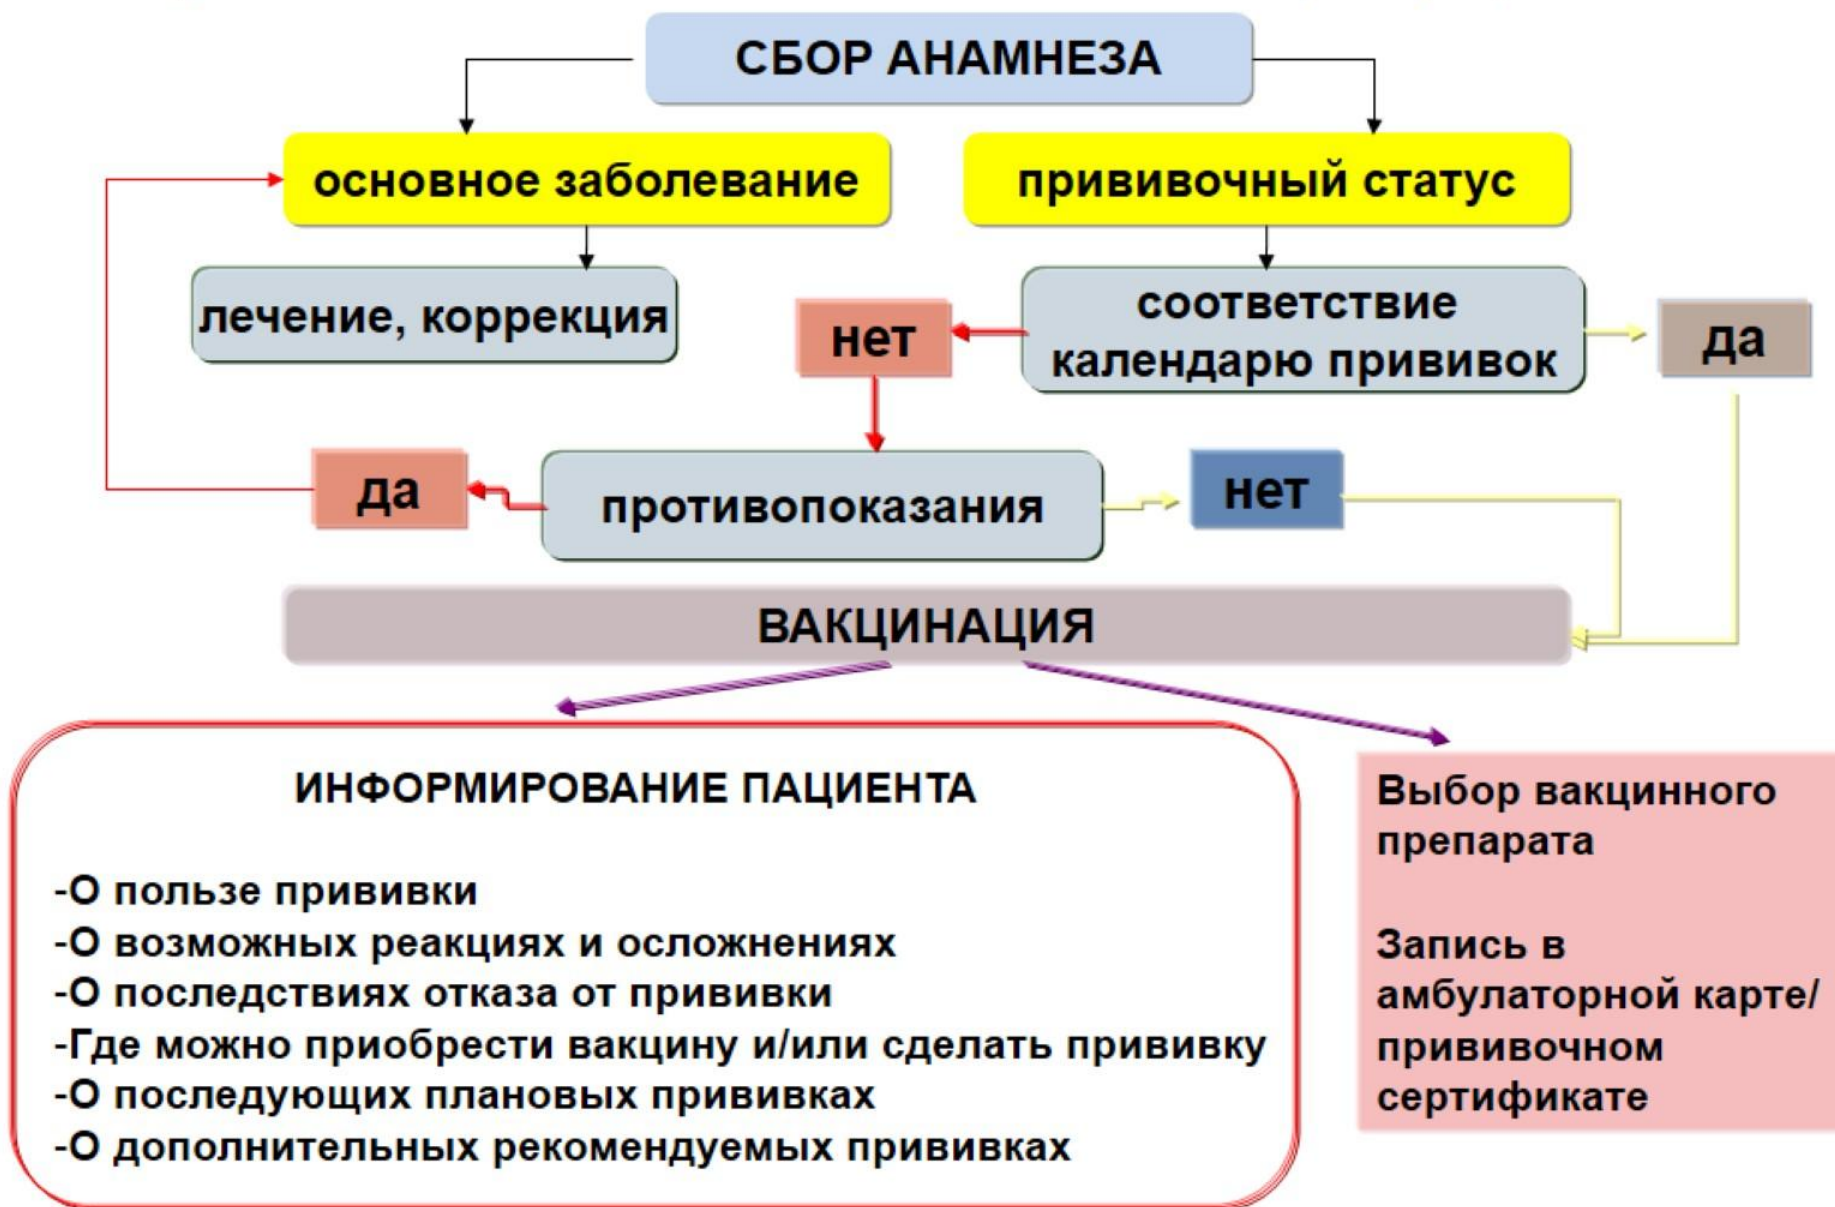 СБОР АНАМНЕЗА
основное заболевание
прививочный статус
лечение, коррекция
нет
соответствие
календарю прививок
да
да
противопоказания
нет
ВАКЦИНАЦИЯ
ИНФОРМИРОВАНИЕ ПАЦИЕНТА
-О пользе прививки
-О возможных реакциях и осложнениях
-О последствиях отказа от прививки
-Где можно приобрести вакцину и/или сделать прививку
-О последующих плановых прививках
-О дополнительных рекомендуемых прививках
Выбор вакцинного
препарата
Запись в
амбулаторной карте/
прививочном
сертификате